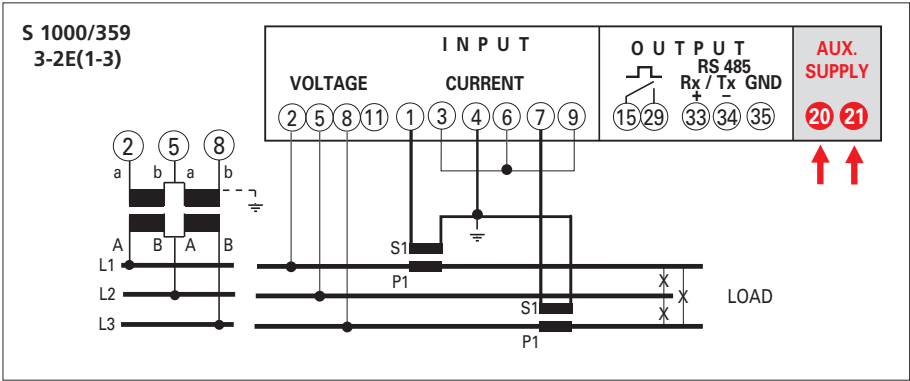 S 1000/359
3-2E(1-3)
INPUT
OUTPUT
AUX.
SUPPLY
VOLTAGE
CURRENT
RS 485
Rx / Tx GND
+ −
2 5 8 11 1 3 4 6 7 9 15 29 33 34 35 20 21
2 5 8
a b a b
A B A B
S1
P1
L1
L2
L3
X
X
X
LOAD
S1
P1